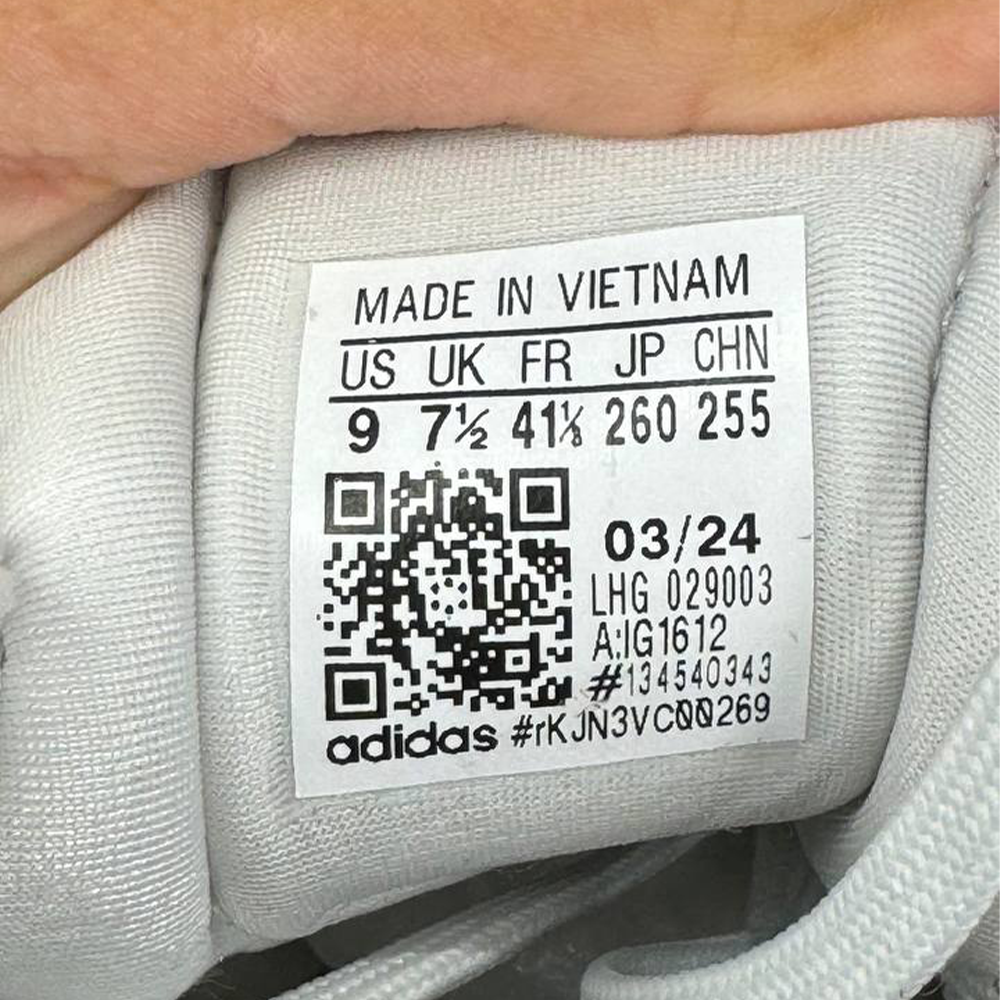 MADE IN VIETNAM
US UK FR JP CHN
9 7½ 41⅓ 260 255
03/24
LHG 029003
A:IG1612
#134540343
adidas #rKJN3VC00269